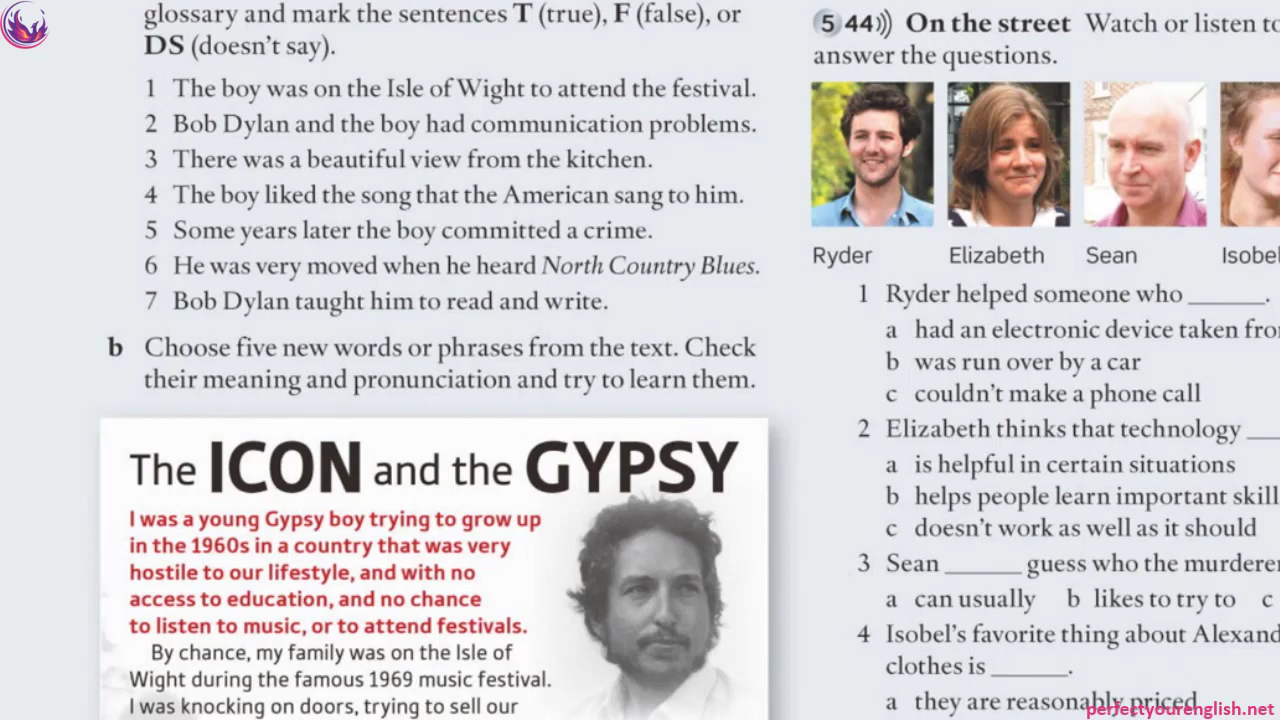 glossary and mark the sentences T (true), F (false), or
DS (doesn't say).
1 The boy was on the Isle of Wight to attend the festival.
2 Bob Dylan and the boy had communication problems.
3 There was a beautiful view from the kitchen.
4 The boy liked the song that the American sang to him.
5 Some years later the boy committed a crime.
6 He was very moved when he heard North Country Blues.
7 Bob Dylan taught him to read and write.
b Choose five new words or phrases from the text. Check
their meaning and pronunciation and try to learn them.
The ICON and the GYPSY
I was a young Gypsy boy trying to grow up
in the 1960s in a country that was very
hostile to our lifestyle, and with no
access to education, and no chance
to listen to music, or to attend festivals.
By chance, my family was on the Isle of
Wight during the famous 1969 music festival.
I was knocking on doors, trying to sell our
5 44)) On the street Watch or listen to
answer the questions.
Ryder Elizabeth Sean Isobel
1 Ryder helped someone who ______.
a had an electronic device taken from
b was run over by a car
c couldn't make a phone call
2 Elizabeth thinks that technology ___
a is helpful in certain situations
b helps people learn important skill
c doesn't work as well as it should
3 Sean ______ guess who the murderer
a can usually b likes to try to c
4 Isobel's favorite thing about Alexand
clothes is ______.
a they are reasonably priced
perfectyourenglish.net